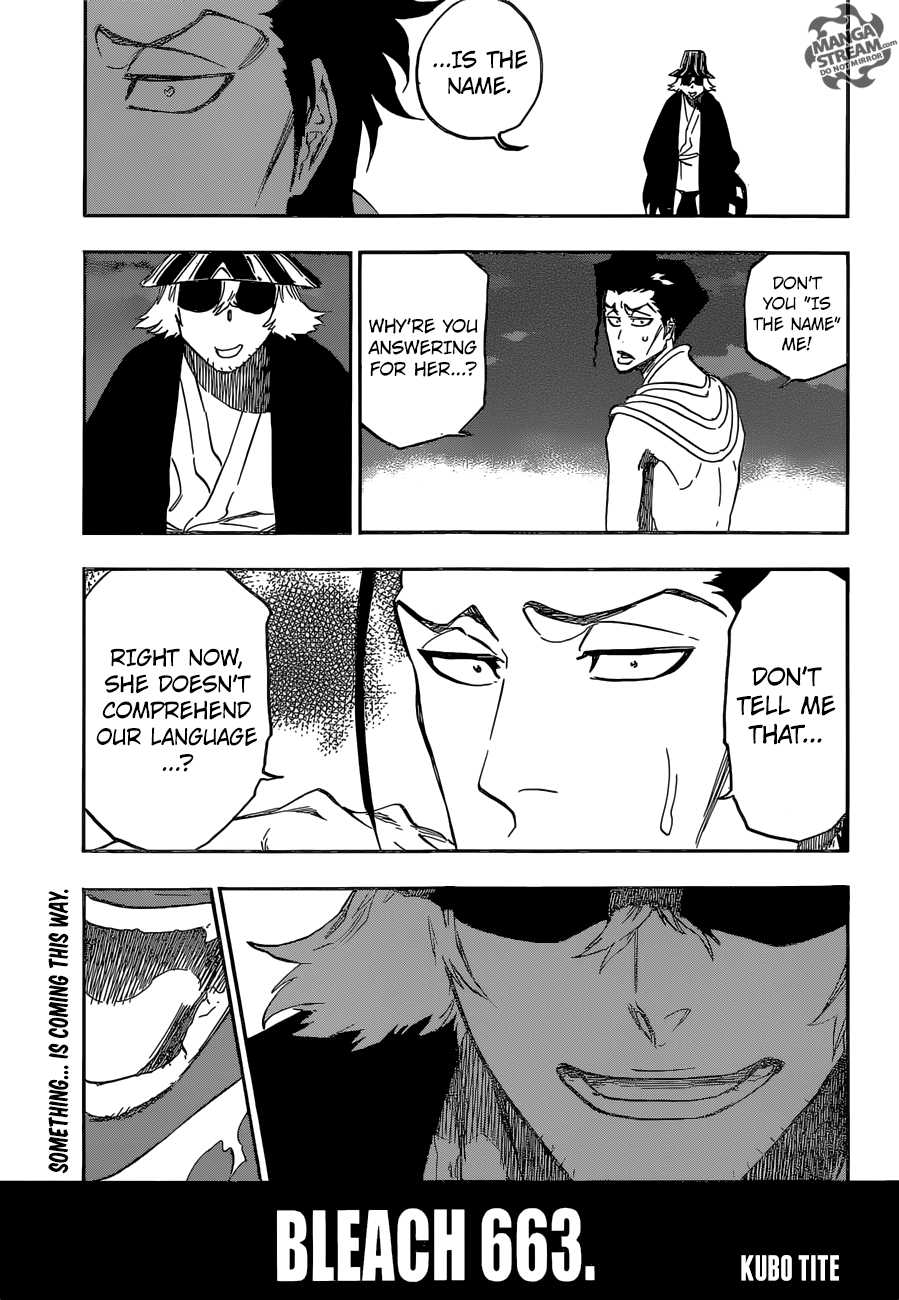 ...IS THE
NAME.
MANGA
STREAM.com
DO NOT MIRROR
DON'T
YOU "IS
THE NAME"
ME!
WHY'RE YOU
ANSWERING
FOR HER...?
DON'T
TELL ME
THAT...
RIGHT NOW,
SHE DOESN'T
COMPREHEND
OUR LANGUAGE
...?
SOMETHING... IS COMING THIS WAY.
BLEACH 663.
KUBO TITE